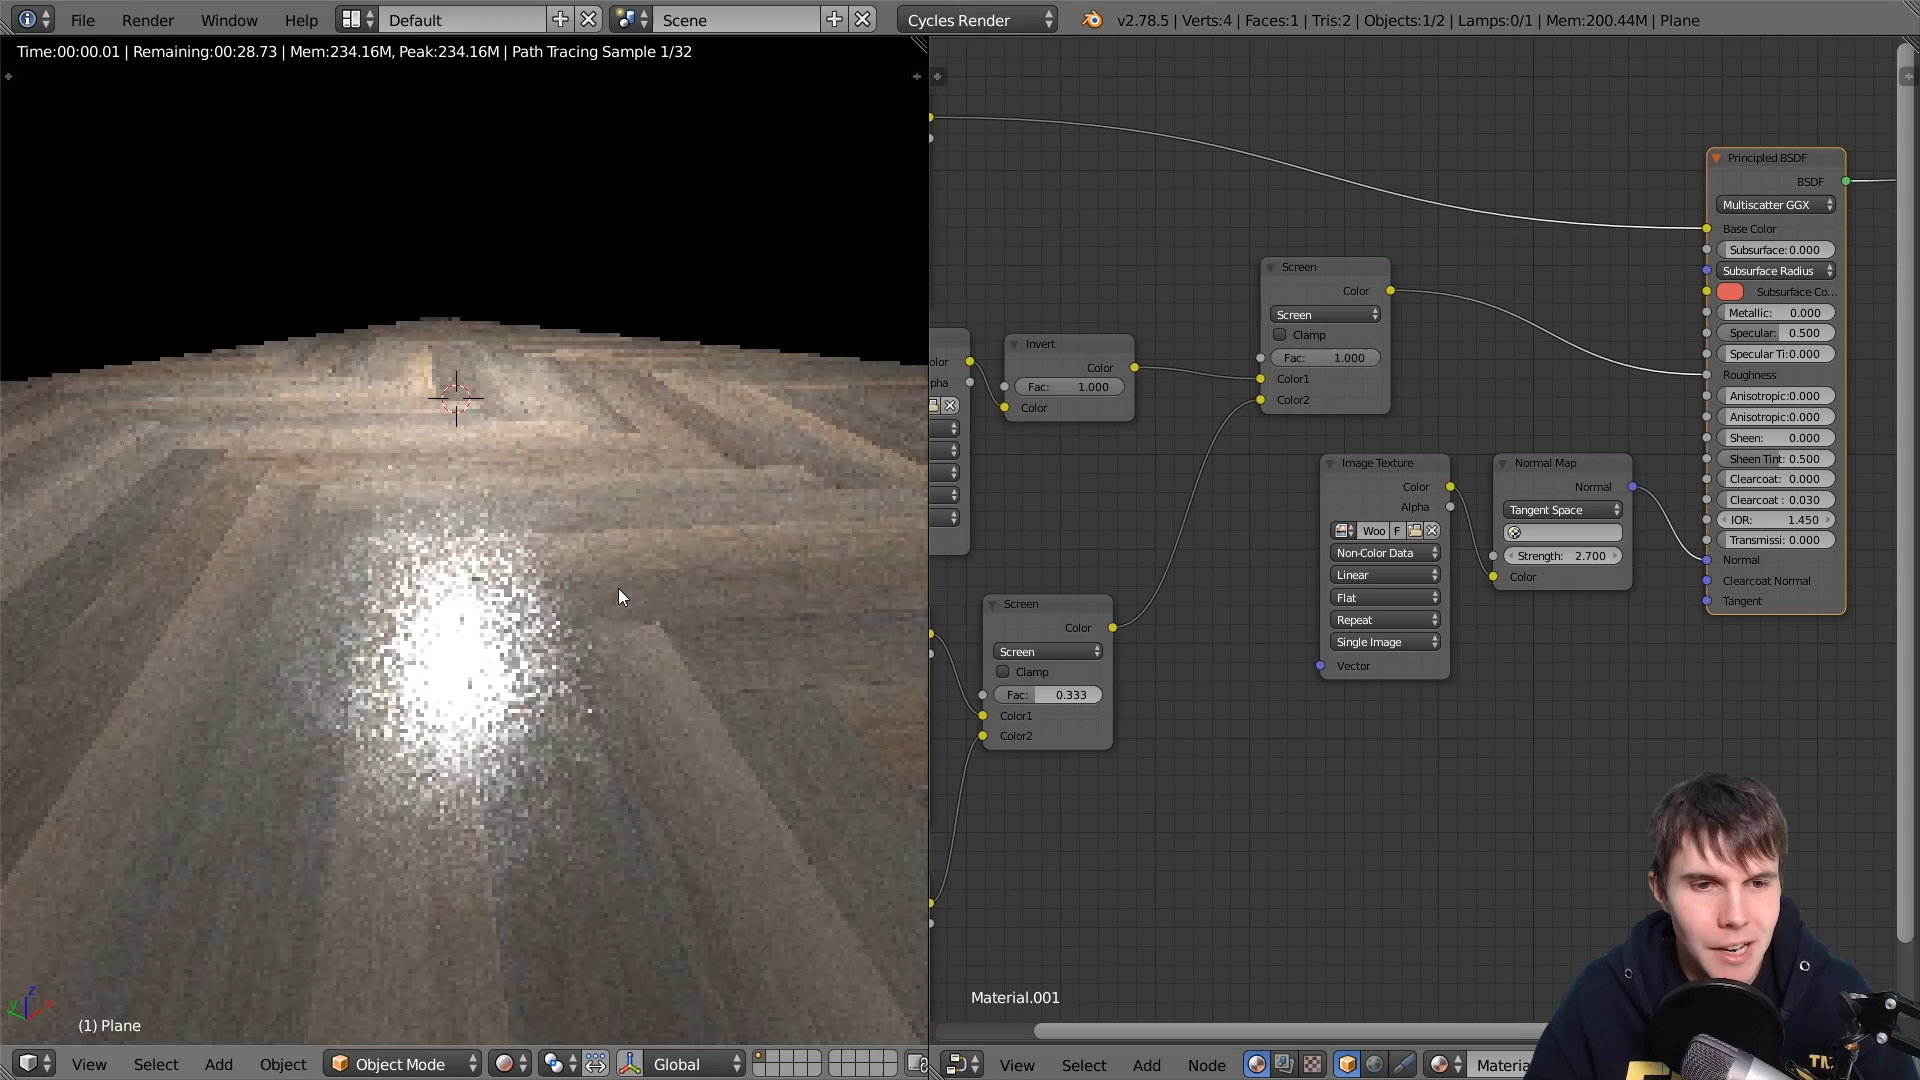 File Render Window Help Default Scene Cycles Render v2.78.5 | Verts:4 | Faces:1 | Tris:2 | Objects:1/2 | Lamps:0/1 | Mem:200.44M | Plane
Time:00:00.01 | Remaining:00:28.73 | Mem:234.16M, Peak:234.16M | Path Tracing Sample 1/32
Principled BSDF
BSDF
Multiscatter GGX
Base Color
Subsurface: 0.000
Subsurface Radius
Subsurface Co...
Metallic: 0.000
Specular: 0.500
Specular Ti: 0.000
Roughness
Anisotropic: 0.000
Anisotropic: 0.000
Sheen: 0.000
Sheen Tint: 0.500
Clearcoat: 0.000
Clearcoat : 0.030
IOR: 1.450
Transmissi: 0.000
Normal
Clearcoat Normal
Tangent
Screen
Color
Screen
Clamp
Fac: 1.000
Color1
Color2
olor
pha
Invert
Color
Fac: 1.000
Color
Image Texture
Color
Alpha
Woo F
Non-Color Data
Linear
Flat
Repeat
Single Image
Vector
Normal Map
Normal
Tangent Space
Strength: 2.700
Color
Screen
Color
Screen
Clamp
Fac: 0.333
Color1
Color2
Material.001
z
(1) Plane
View Select Add Object Object Mode Global
View Select Add Node Materia